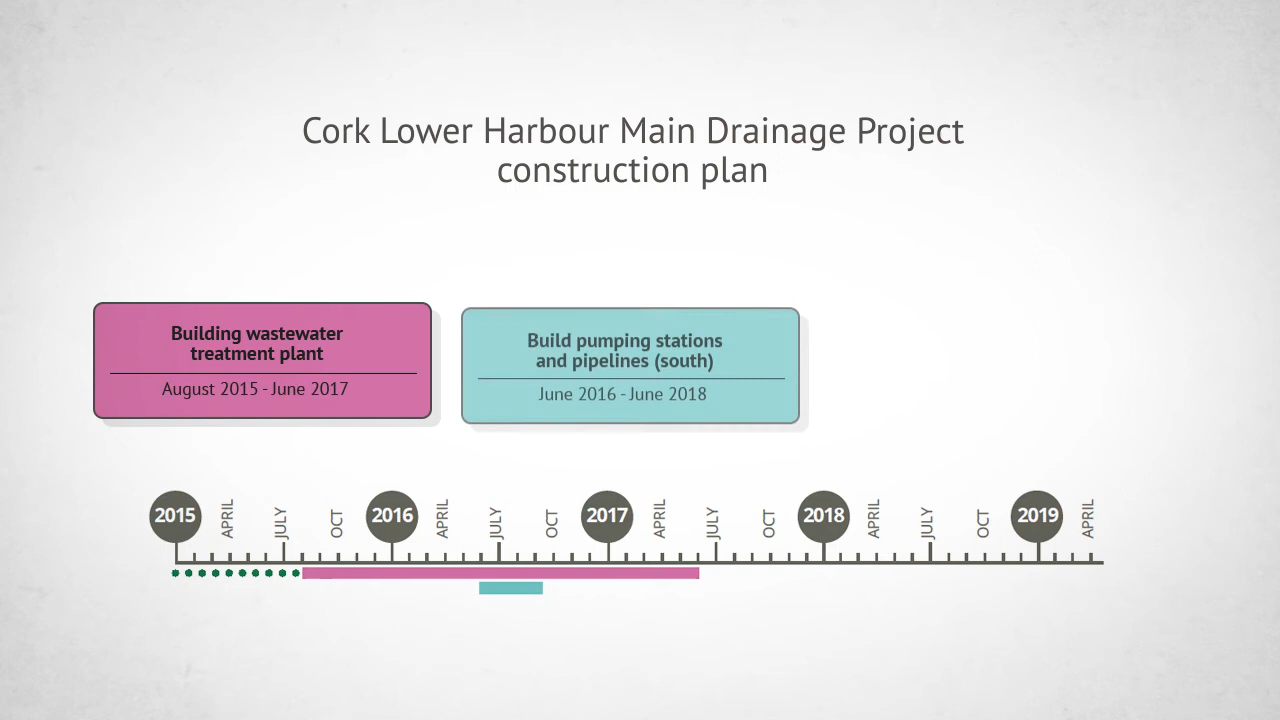 Cork Lower Harbour Main Drainage Project
construction plan
Building wastewater
treatment plant
August 2015 - June 2017
Build pumping stations
and pipelines (south)
June 2016 - June 2018
2015 APRIL JULY OCT 2016 APRIL JULY OCT 2017 APRIL JULY OCT 2018 APRIL JULY OCT 2019 APRIL